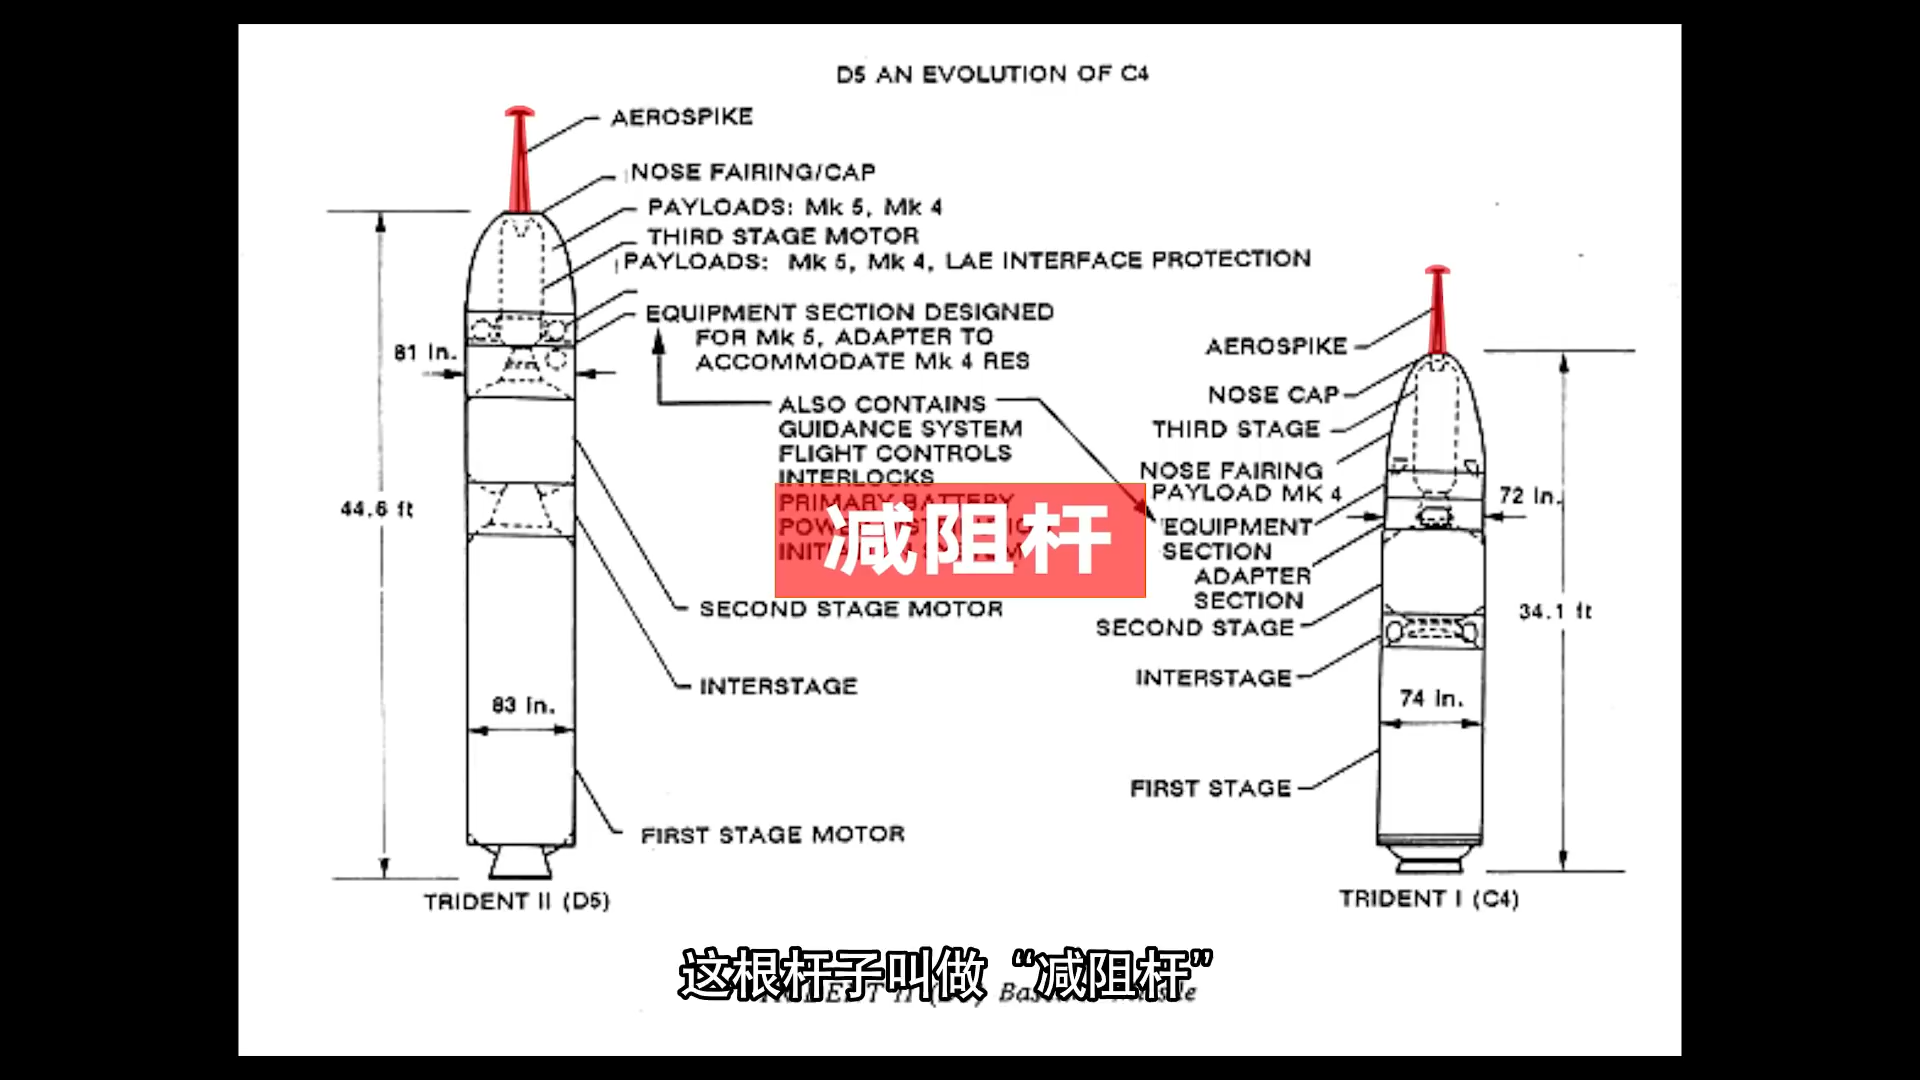 D5 AN EVOLUTION OF C4
AEROSPIKE
NOSE FAIRING/CAP
PAYLOADS: Mk 5, Mk 4
THIRD STAGE MOTOR
PAYLOADS: Mk 5, Mk 4, LAE INTERFACE PROTECTION
EQUIPMENT SECTION DESIGNED
FOR Mk 5, ADAPTER TO
ACCOMMODATE Mk 4 RES
81 in.
ALSO CONTAINS
GUIDANCE SYSTEM
FLIGHT CONTROLS
INTERLOCKS
PRIMARY BATTERY
减阻杆
44.6 ft
SECOND STAGE MOTOR
INTERSTAGE
83 in.
FIRST STAGE MOTOR
TRIDENT II (D5)
AEROSPIKE
NOSE CAP
THIRD STAGE
NOSE FAIRING
PAYLOAD MK 4
72 in.
EQUIPMENT
SECTION
ADAPTER
SECTION
SECOND STAGE
34.1 ft
INTERSTAGE
74 in.
FIRST STAGE
TRIDENT I (C4)
这根杆子叫做“减阻杆”